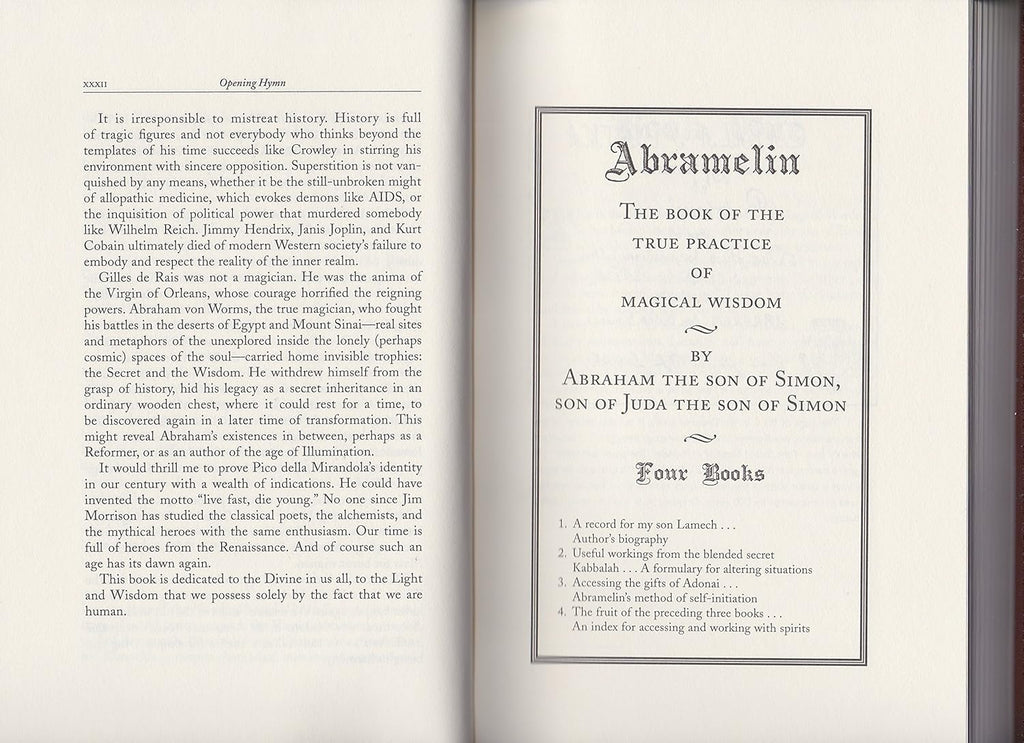 XXXII
Opening Hymn
It is irresponsible to mistreat history. History is full
of tragic figures and not everybody who thinks beyond the
templates of his time succeeds like Crowley in stirring his
environment with sincere opposition. Superstition is not van-
quished by any means, whether it be the still-unbroken might
of allopathic medicine, which evokes demons like AIDS, or
the inquisition of political power that murdered somebody
like Wilhelm Reich. Jimmy Hendrix, Janis Joplin, and Kurt
Cobain ultimately died of modern Western society's failure to
embody and respect the reality of the inner realm.
Gilles de Rais was not a magician. He was the anima of
the Virgin of Orleans, whose courage horrified the reigning
powers. Abraham von Worms, the true magician, who fought
his battles in the deserts of Egypt and Mount Sinai—real sites
and metaphors of the unexplored inside the lonely (perhaps
cosmic) spaces of the soul—carried home invisible trophies:
the Secret and the Wisdom. He withdrew himself from the
grasp of history, hid his legacy as a secret inheritance in an
ordinary wooden chest, where it could rest for a time, to
be discovered again in a later time of transformation. This
might reveal Abraham's existences in between, perhaps as a
Reformer, or as an author of the age of Illumination.
It would thrill me to prove Pico della Mirandola's identity
in our century with a wealth of indications. He could have
invented the motto "live fast, die young." No one since Jim
Morrison has studied the classical poets, the alchemists, and
the mythical heroes with the same enthusiasm. Our time is
full of heroes from the Renaissance. And of course such an
age has its dawn again.
This book is dedicated to the Divine in us all, to the Light
and Wisdom that we possess solely by the fact that we are
human.
Abramelin
THE BOOK OF THE
TRUE PRACTICE
OF
MAGICAL WISDOM
BY
ABRAHAM THE SON OF SIMON,
SON OF JUDA THE SON OF SIMON
Four Books
1. A record for my son Lamech . . .
Author's biography
2. Useful workings from the blended secret
Kabbalah . . . A formulary for altering situations
3. Accessing the gifts of Adonai . . .
Abramelin's method of self-initiation
4. The fruit of the preceding three books . . .
An index for accessing and working with spirits